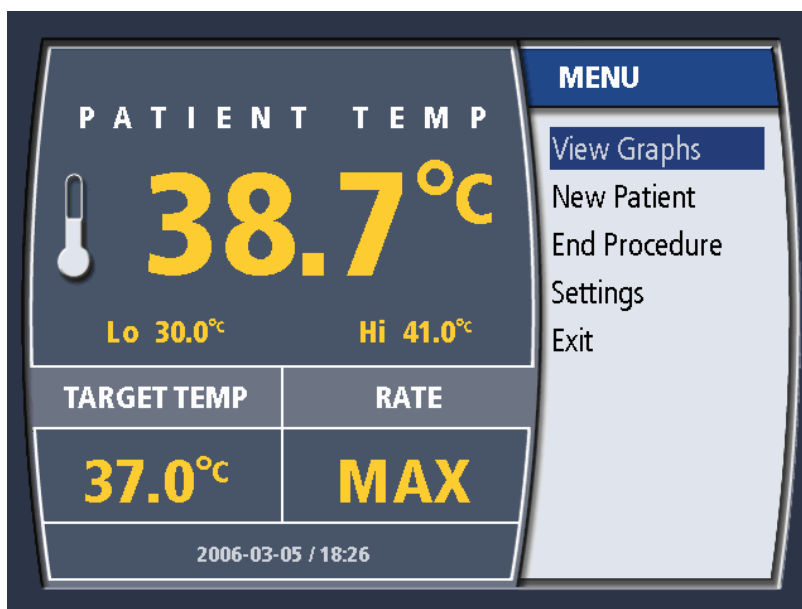 PATIENT TEMP
38.7°C
Lo 30.0°C
Hi 41.0°C
TARGET TEMP
RATE
37.0°C
MAX
2006-03-05 / 18:26
MENU
View Graphs
New Patient
End Procedure
Settings
Exit